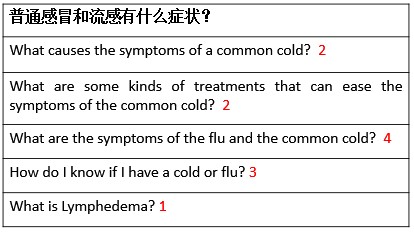 普通感冒和流感有什么症状？
What causes the symptoms of a common cold? 2
What are some kinds of treatments that can ease the
symptoms of the common cold? 2
What are the symptoms of the flu and the common cold? 4
How do I know if I have a cold or flu? 3
What is Lymphedema? 1